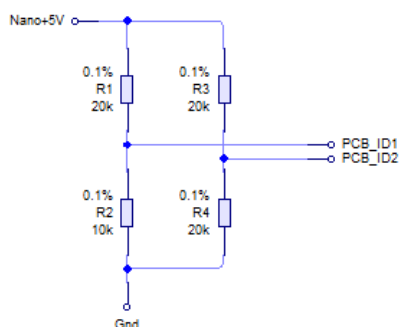 Nano+5V
0.1%
R1
20k
0.1%
R3
20k
PCB_ID1
PCB_ID2
0.1%
R2
10k
0.1%
R4
20k
Gnd